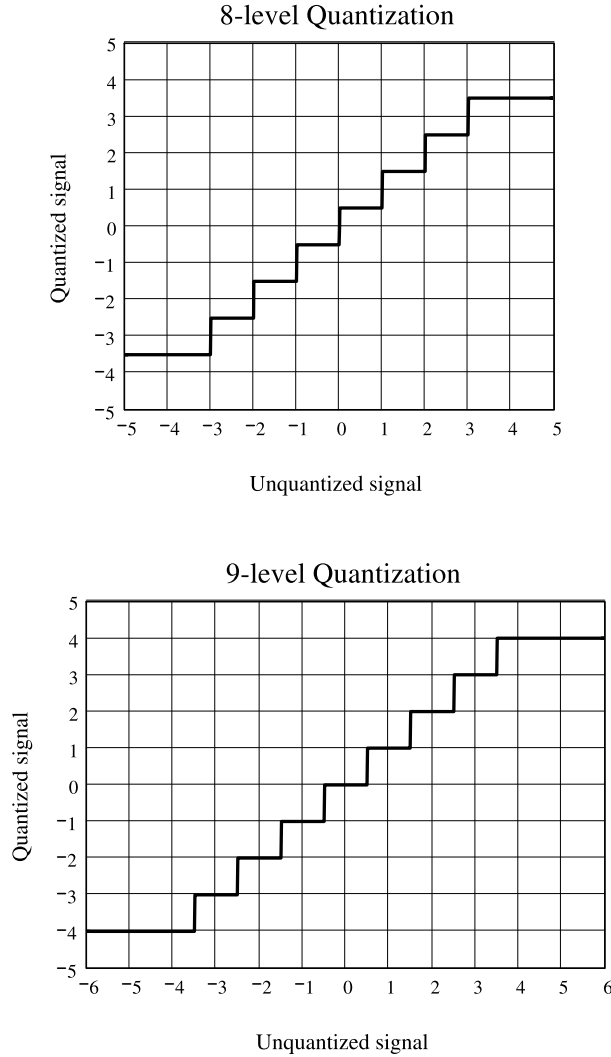 8-level Quantization
5
4
3
2
1
0
−1
−2
−3
−4
−5
Quantized signal
−5 −4 −3 −2 −1 0 1 2 3 4 5
Unquantized signal
9-level Quantization
5
4
3
2
1
0
−1
−2
−3
−4
−5
Quantized signal
−6 −5 −4 −3 −2 −1 0 1 2 3 4 5 6
Unquantized signal